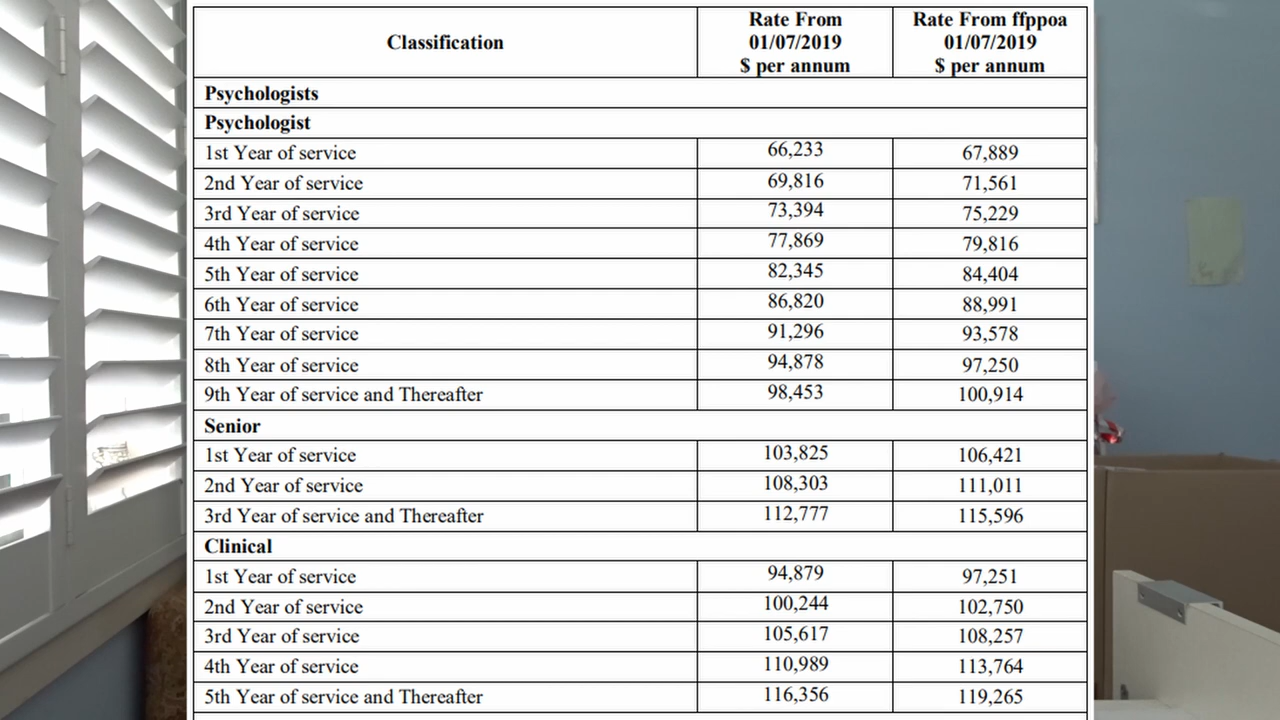 Classification Rate From 01/07/2019 $ per annum Rate From ffppoa 01/07/2019 $ per annum
Psychologists
Psychologist
1st Year of service 66,233 67,889
2nd Year of service 69,816 71,561
3rd Year of service 73,394 75,229
4th Year of service 77,869 79,816
5th Year of service 82,345 84,404
6th Year of service 86,820 88,991
7th Year of service 91,296 93,578
8th Year of service 94,878 97,250
9th Year of service and Thereafter 98,453 100,914
Senior
1st Year of service 103,825 106,421
2nd Year of service 108,303 111,011
3rd Year of service and Thereafter 112,777 115,596
Clinical
1st Year of service 94,879 97,251
2nd Year of service 100,244 102,750
3rd Year of service 105,617 108,257
4th Year of service 110,989 113,764
5th Year of service and Thereafter 116,356 119,265